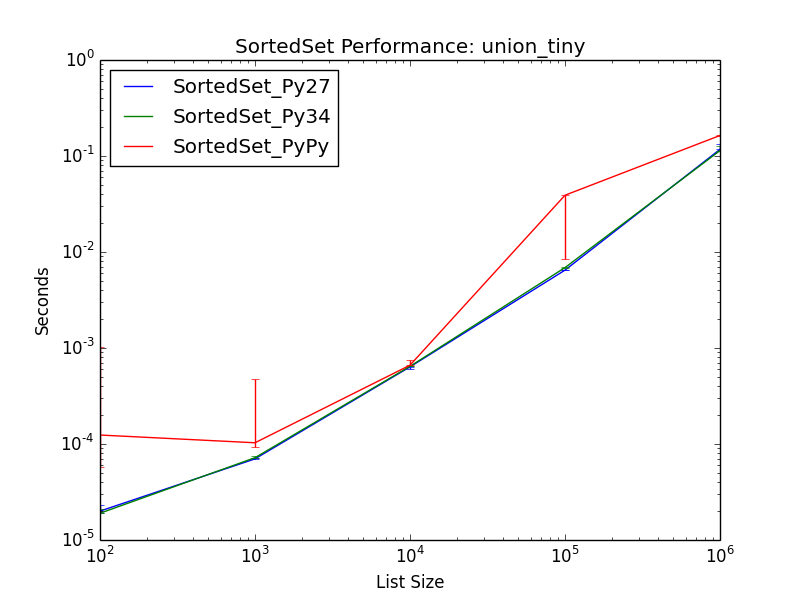 SortedSet Performance: union_tiny
SortedSet_Py27
SortedSet_Py34
SortedSet_PyPy
10^0
10^-1
10^-2
10^-3
10^-4
10^-5
Seconds
10^2 10^3 10^4 10^5 10^6
List Size